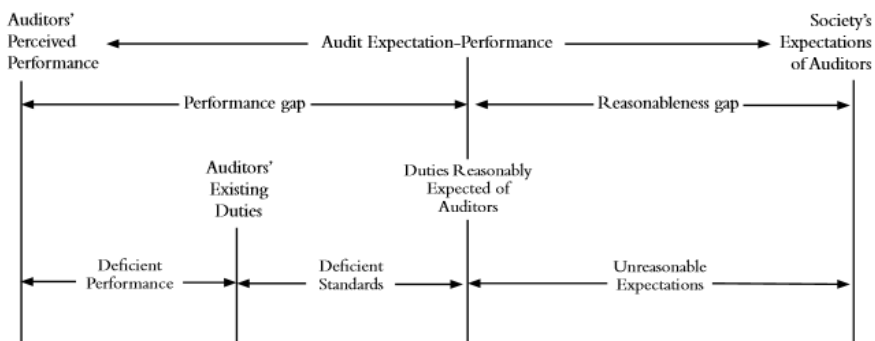 Auditors'
Perceived
Performance
Audit Expectation–Performance
Society's
Expectations
of Auditors
Performance gap
Reasonableness gap
Auditors'
Existing
Duties
Duties Reasonably
Expected of
Auditors
Deficient
Performance
Deficient
Standards
Unreasonable
Expectations